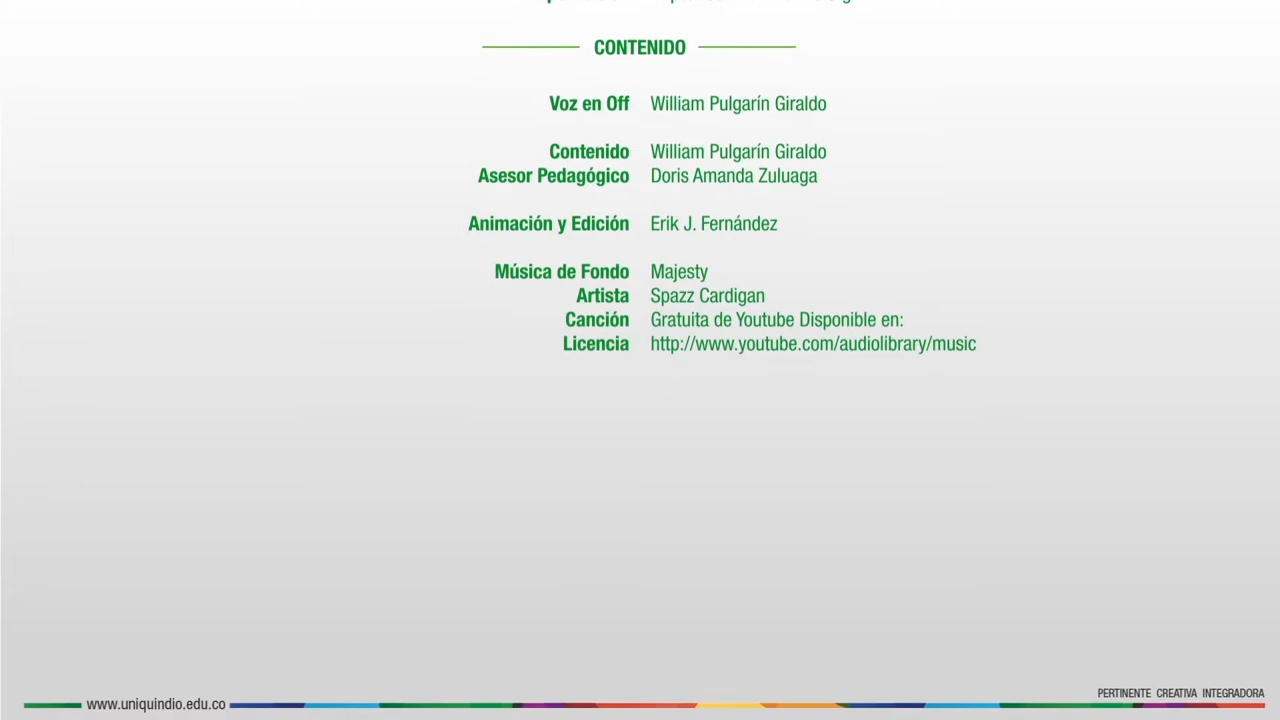 CONTENIDO
Voz en Off William Pulgarín Giraldo
Contenido William Pulgarín Giraldo
Asesor Pedagógico Doris Amanda Zuluaga
Animación y Edición Erik J. Fernández
Música de Fondo Majesty
Artista Spazz Cardigan
Canción Gratuita de Youtube Disponible en:
Licencia http://www.youtube.com/audiolibrary/music
PERTINENTE CREATIVA INTEGRADORA
www.uniquindio.edu.co